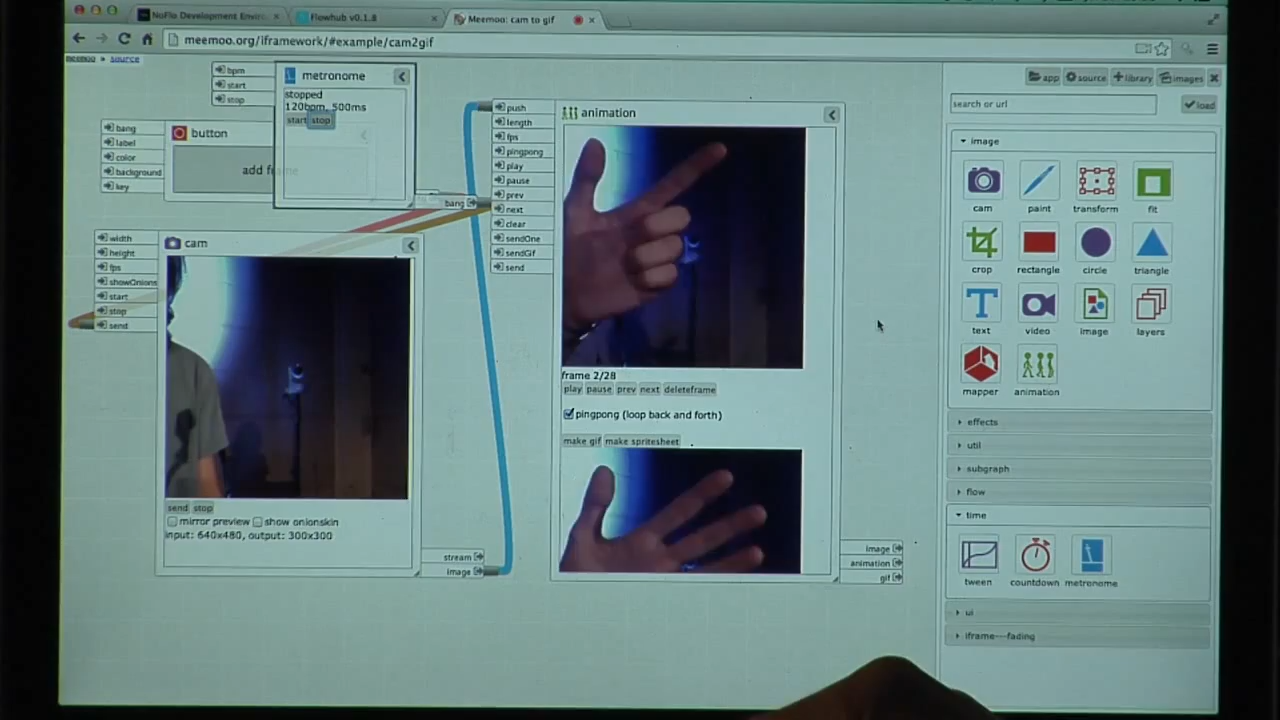 NoFlo Development Envir
Flowhub v0.1.8
Meemoo: cam to gif
meemoo.org/iframework/#example/cam2gif
meemoo » source
app
source
library
images
search or url
load
bpm
start
stop
metronome
stopped
120bpm, 500ms
start stop
bang
label
color
background
key
button
add frame
bang
push
length
fps
pingpong
play
pause
prev
next
clear
sendOne
sendGif
send
animation
frame 2/28
play pause prev next deleteframe
pingpong (loop back and forth)
make gif make spritesheet
image
animation
gif
width
height
fps
showOnions
start
stop
send
cam
send stop
mirror preview show onionskin
input: 640x480, output: 300x300
stream
image
image
cam paint transform fit
crop rectangle circle triangle
text video image layers
mapper animation
effects
util
subgraph
flow
time
tween countdown metronome
ui
iframe---fading